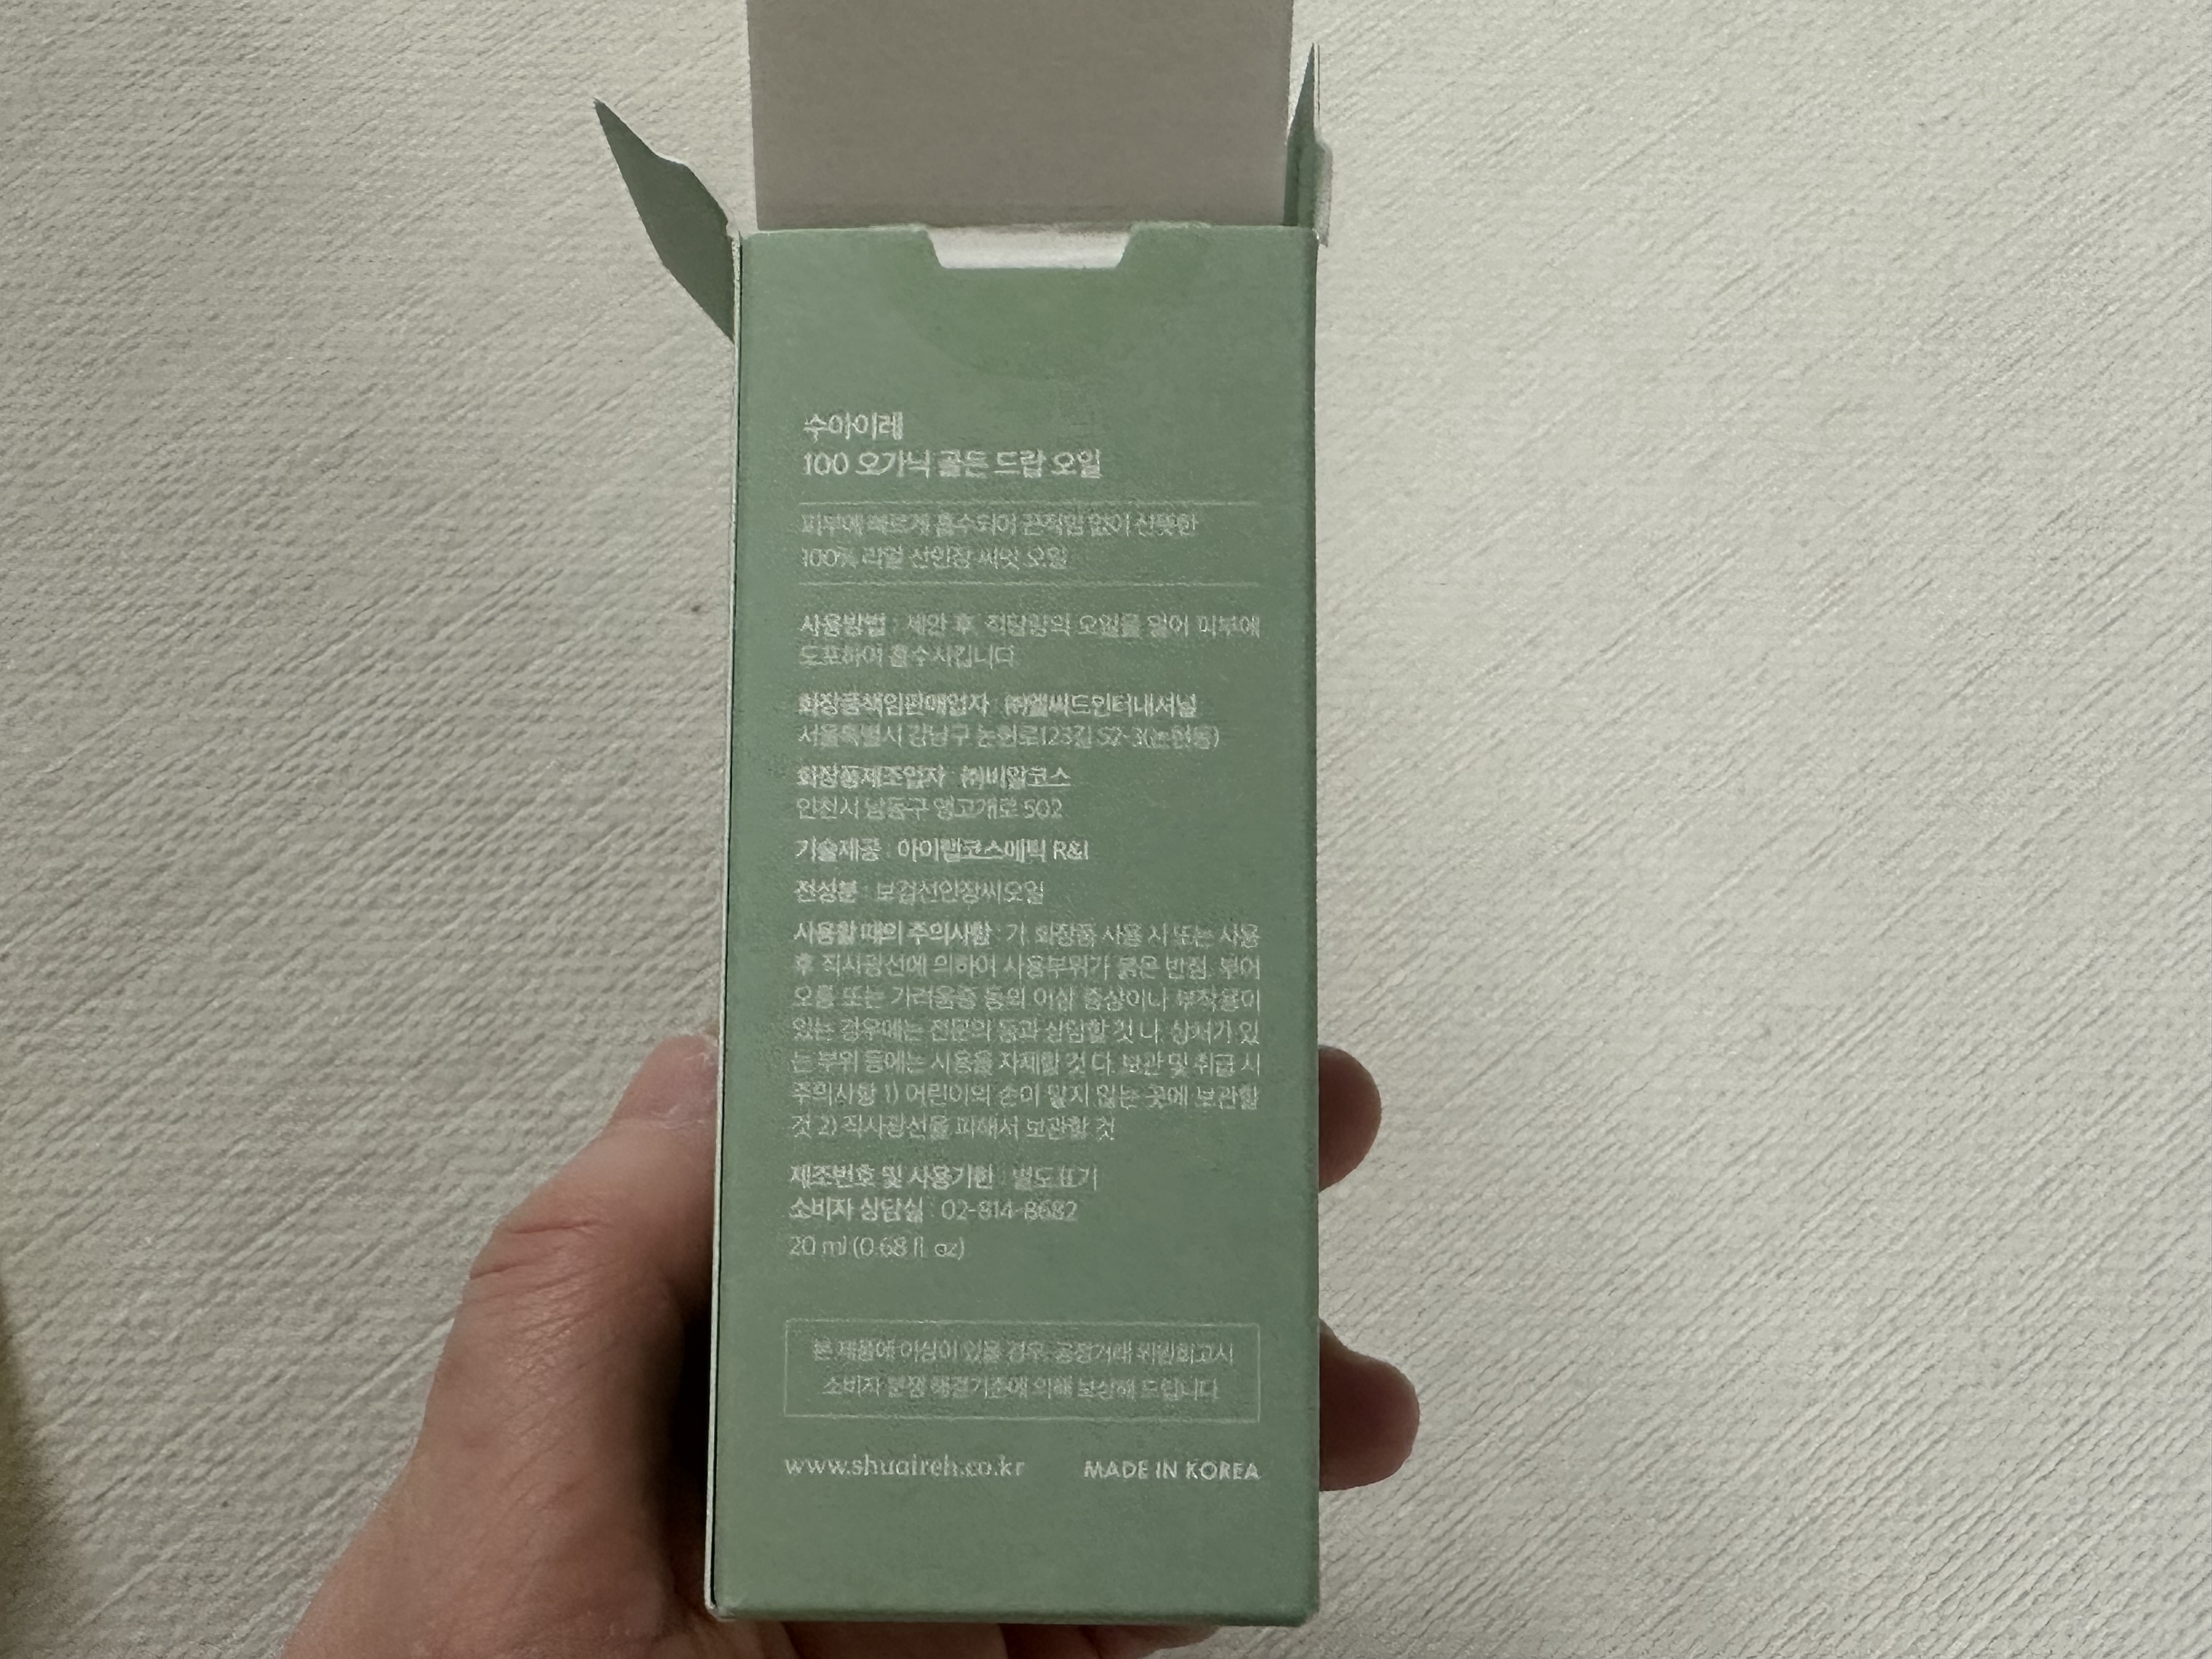 수아이레
100 오가닉 골든 드랍 오일
피부에 빠르게 흡수되어 끈적임 없이 산뜻한
100% 리얼 선인장 씨앗 오일
사용방법 : 세안 후, 적당량의 오일을 덜어 피부에
도포하여 흡수시킵니다.
화장품책임판매업자 : ㈜엘씨드인터내셔널
서울특별시 강남구 논현로123길 52-3(논현동)
화장품제조업자 : ㈜비알코스
인천시 남동구 앵고개로 502
기술제공 : 아이랩코스메틱 R&I
전성분 : 보검선인장씨오일
사용할 때의 주의사항 : 가. 화장품 사용 시 또는 사용
후 직사광선에 의하여 사용부위가 붉은 반점, 부어
오름 또는 가려움증 등의 이상 증상이나 부작용이
있는 경우에는 전문의 등과 상담할 것 나. 상처가 있
는 부위 등에는 사용을 자제할 것 다. 보관 및 취급 시
주의사항 1) 어린이의 손이 닿지 않는 곳에 보관할
것 2) 직사광선을 피해서 보관할 것
제조번호 및 사용기한 : 별도표기
소비자 상담실 : 02-814-8682
20 ml (0.68 fl. oz)
본 제품에 이상이 있을 경우, 공정거래 위원회고시
소비자 분쟁 해결기준에 의해 보상해 드립니다.
www.shuaireh.co.kr MADE IN KOREA